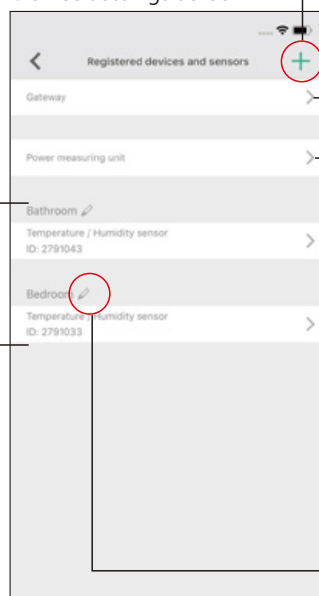 Registered devices and sensors
Gateway
Power measuring unit
Bathroom
Temperature / Humidity sensor
ID: 2791043
Bedroom
Temperature / Humidity sensor
ID: 2791033